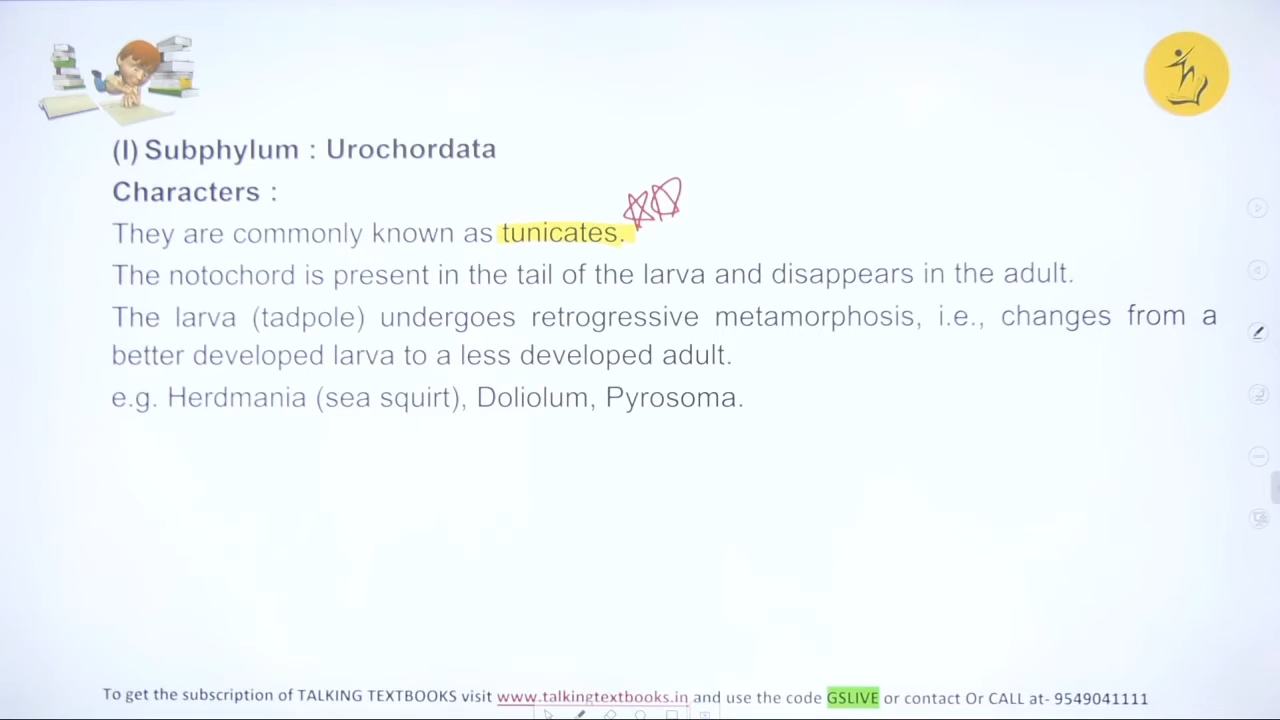 (I) Subphylum : Urochordata
Characters :
They are commonly known as tunicates.
The notochord is present in the tail of the larva and disappears in the adult.
The larva (tadpole) undergoes retrogressive metamorphosis, i.e., changes from a
better developed larva to a less developed adult.
e.g. Herdmania (sea squirt), Doliolum, Pyrosoma.
To get the subscription of TALKING TEXTBOOKS visit www.talkingtextbooks.in and use the code GSLIVE or contact Or CALL at- 9549041111